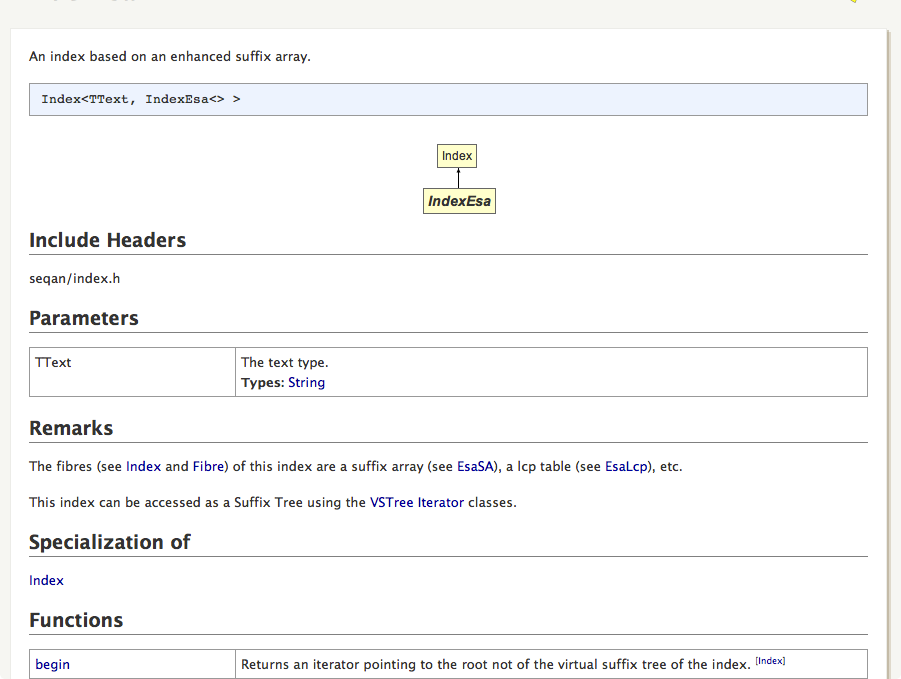 An index based on an enhanced suffix array.
Index<TText, IndexEsa<> >
Index
IndexEsa
Include Headers
seqan/index.h
Parameters
TText
The text type.
Types: String
Remarks
The fibres (see Index and Fibre) of this index are a suffix array (see EsaSA), a lcp table (see EsaLcp), etc.
This index can be accessed as a Suffix Tree using the VSTree Iterator classes.
Specialization of
Index
Functions
begin
Returns an iterator pointing to the root not of the virtual suffix tree of the index. [Index]